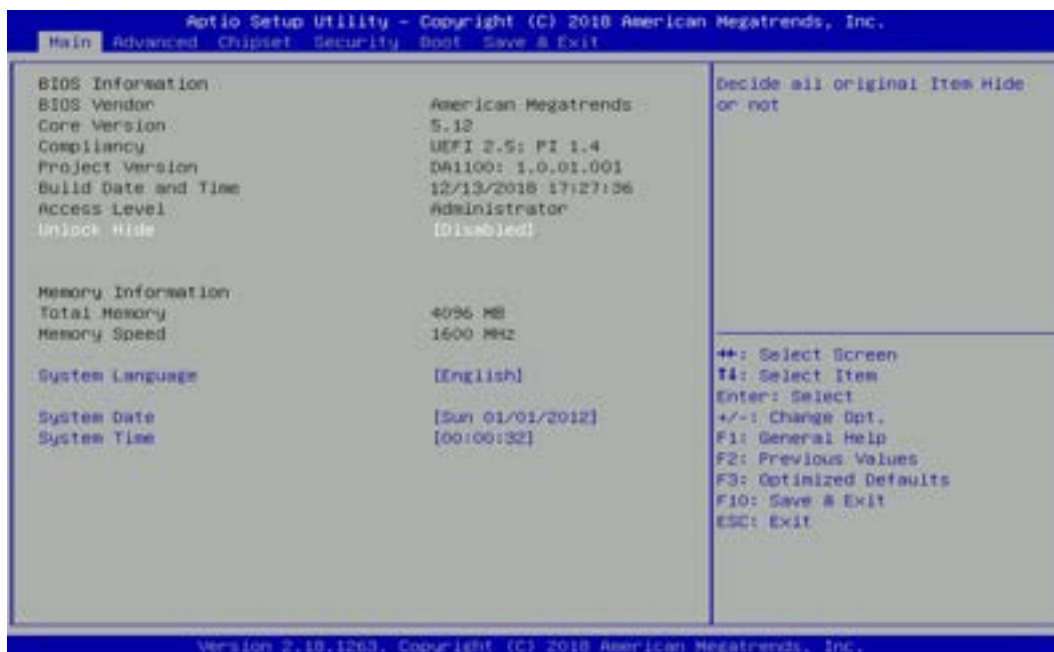 Aptio Setup Utility - Copyright (C) 2018 American Megatrends, Inc.
Main Advanced Chipset Security Boot Save & Exit
BIOS Information
BIOS Vendor American Megatrends
Core Version 5.12
Compliancy UEFI 2.5; PI 1.4
Project Version DA1100: 1.0.01.001
Build Date and Time 12/13/2018 17:27:36
Access Level Administrator
Unlock Hide [Disabled]
Memory Information
Total Memory 4096 MB
Memory Speed 1600 MHz
System Language [English]
System Date [Sun 01/01/2012]
System Time [00:00:32]
Decide all original Item Hide
or not
→←: Select Screen
↑↓: Select Item
Enter: Select
+/-: Change Opt.
F1: General Help
F2: Previous Values
F3: Optimized Defaults
F10: Save & Exit
ESC: Exit
Version 2.18.1263. Copyright (C) 2018 American Megatrends, Inc.